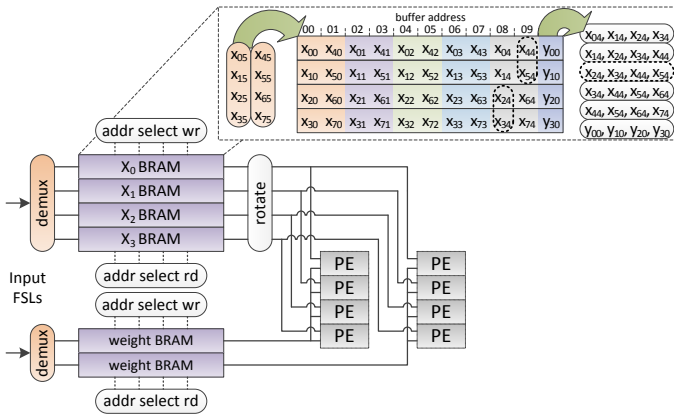 buffer address
00 01 02 03 04 05 06 07 08 09
x00 x40 x01 x41 x02 x42 x03 x43 x04 x44 y00
x10 x50 x11 x51 x12 x52 x13 x53 x14 x54 y10
x20 x60 x21 x61 x22 x62 x23 x63 x24 x64 y20
x30 x70 x31 x71 x32 x72 x33 x73 x34 x74 y30
x05 x45
x15 x55
x25 x65
x35 x75
x04, x14, x24, x34
x14, x24, x34, x44
x24, x34, x44, x54
x34, x44, x54, x64
x44, x54, x64, x74
y00, y10, y20, y30
addr select wr
demux
X0 BRAM
X1 BRAM
X2 BRAM
X3 BRAM
rotate
addr select rd
Input
FSLs
addr select wr
demux
weight BRAM
weight BRAM
addr select rd
PE
PE
PE
PE
PE
PE
PE
PE